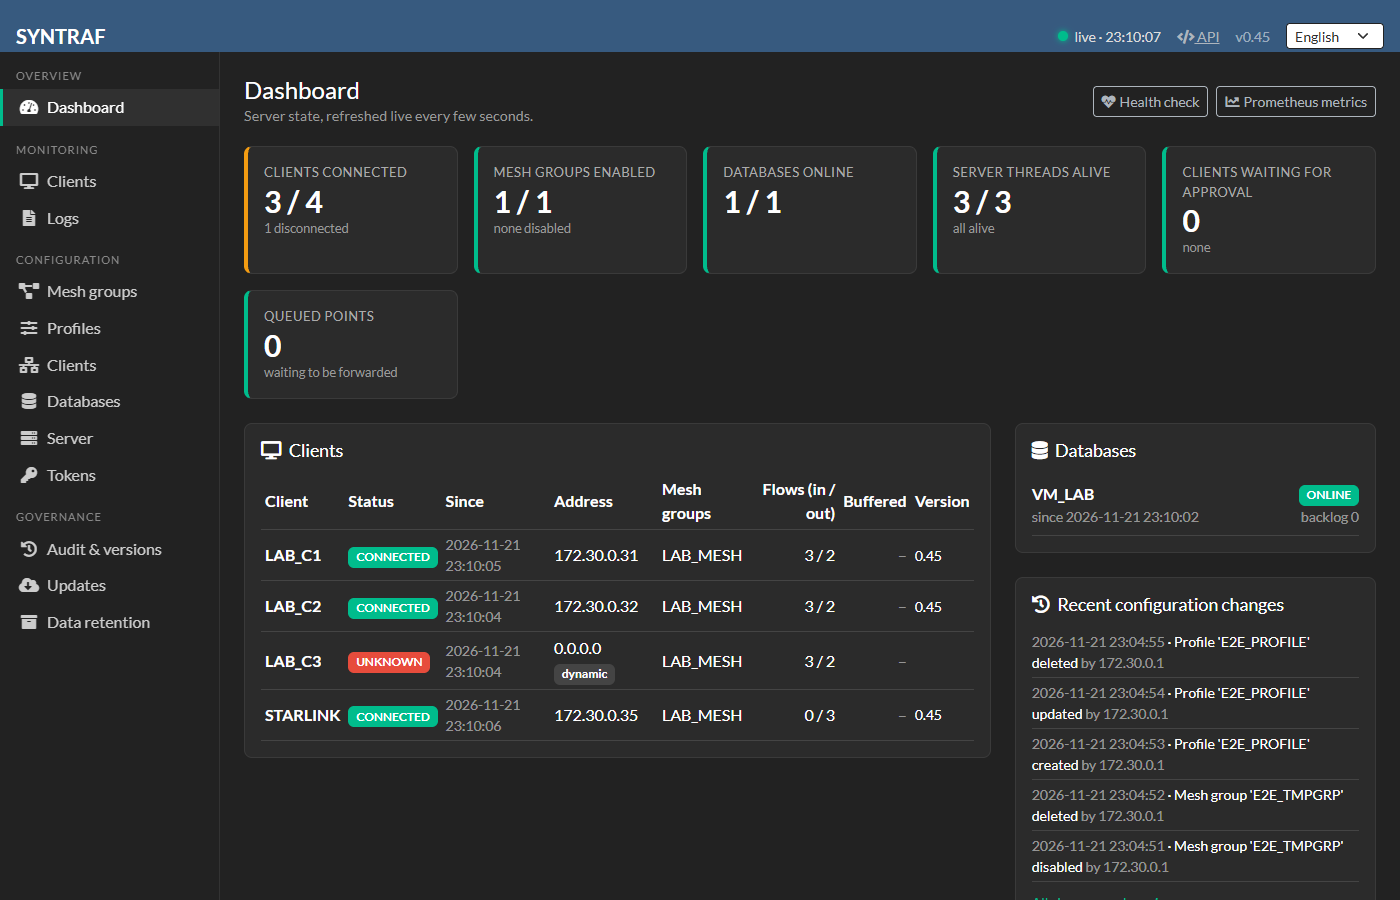 SYNTRAF
live · 23:10:07
API
v0.45
English
OVERVIEW
Dashboard
MONITORING
Clients
Logs
CONFIGURATION
Mesh groups
Profiles
Clients
Databases
Server
Tokens
GOVERNANCE
Audit & versions
Updates
Data retention
Dashboard
Server state, refreshed live every few seconds.
Health check
Prometheus metrics
CLIENTS CONNECTED
3 / 4
1 disconnected
MESH GROUPS ENABLED
1 / 1
none disabled
DATABASES ONLINE
1 / 1
SERVER THREADS ALIVE
3 / 3
all alive
CLIENTS WAITING FOR
APPROVAL
0
none
QUEUED POINTS
0
waiting to be forwarded
Clients
Client Status Since Address Mesh groups Flows (in / out) Buffered Version
LAB_C1 CONNECTED 2026-11-21 23:10:05 172.30.0.31 LAB_MESH 3 / 2 – 0.45
LAB_C2 CONNECTED 2026-11-21 23:10:04 172.30.0.32 LAB_MESH 3 / 2 – 0.45
LAB_C3 UNKNOWN 2026-11-21 23:10:04 0.0.0.0 dynamic LAB_MESH 3 / 2 –
STARLINK CONNECTED 2026-11-21 23:10:06 172.30.0.35 LAB_MESH 0 / 3 – 0.45
Databases
VM_LAB ONLINE
since 2026-11-21 23:10:02 backlog 0
Recent configuration changes
2026-11-21 23:04:55 · Profile 'E2E_PROFILE'
deleted by 172.30.0.1
2026-11-21 23:04:54 · Profile 'E2E_PROFILE'
updated by 172.30.0.1
2026-11-21 23:04:53 · Profile 'E2E_PROFILE'
created by 172.30.0.1
2026-11-21 23:04:52 · Mesh group 'E2E_TMPGRP'
deleted by 172.30.0.1
2026-11-21 23:04:51 · Mesh group 'E2E_TMPGRP'
disabled by 172.30.0.1